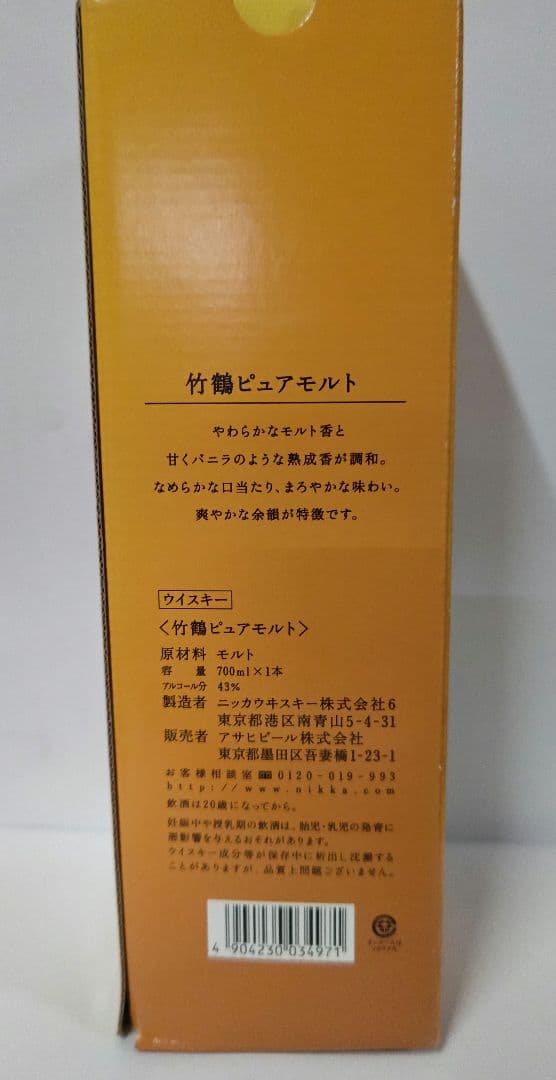 竹鶴ピュアモルト
やわらかなモルト香と
甘くバニラのような熟成香が調和。
なめらかな口当たり、まろやかな味わい。
爽やかな余韻が特徴です。
ウイスキー
〈竹鶴ピュアモルト〉
原材料 モルト
容量 700ml×1本
アルコール分 43%
製造者 ニッカウヰスキー株式会社6
東京都港区南青山5-4-31
販売者 アサヒビール株式会社
東京都墨田区吾妻橋1-23-1
お客様相談室 0120-019-993
http://www.nikka.com
飲酒は20歳になってから。
妊娠中や授乳期の飲酒は、胎児・乳児の発育に
悪影響を与えるおそれがあります。
ウイスキー成分等が保存中に析出し沈澱する
ことがありますが、品質上問題ございません。
4 904230 034971